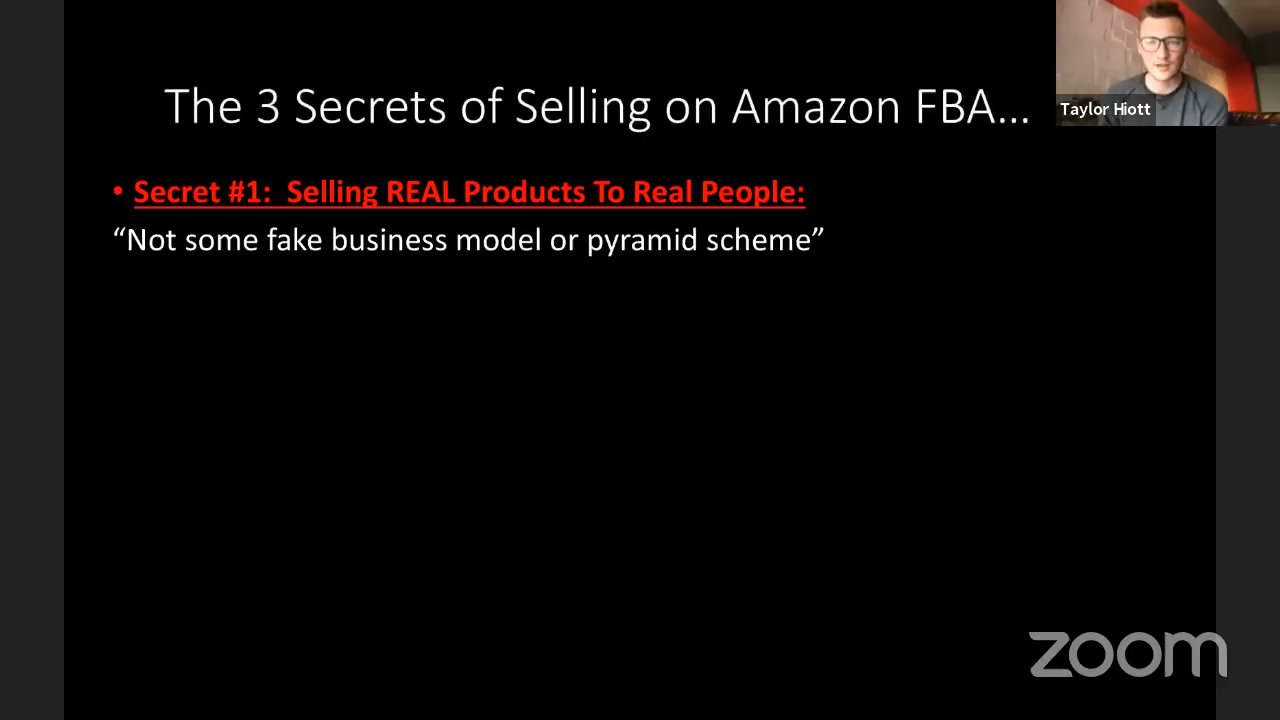 The 3 Secrets of Selling on Amazon FBA...
Taylor Hiott
• Secret #1:  Selling REAL Products To Real People:
“Not some fake business model or pyramid scheme”
zoom